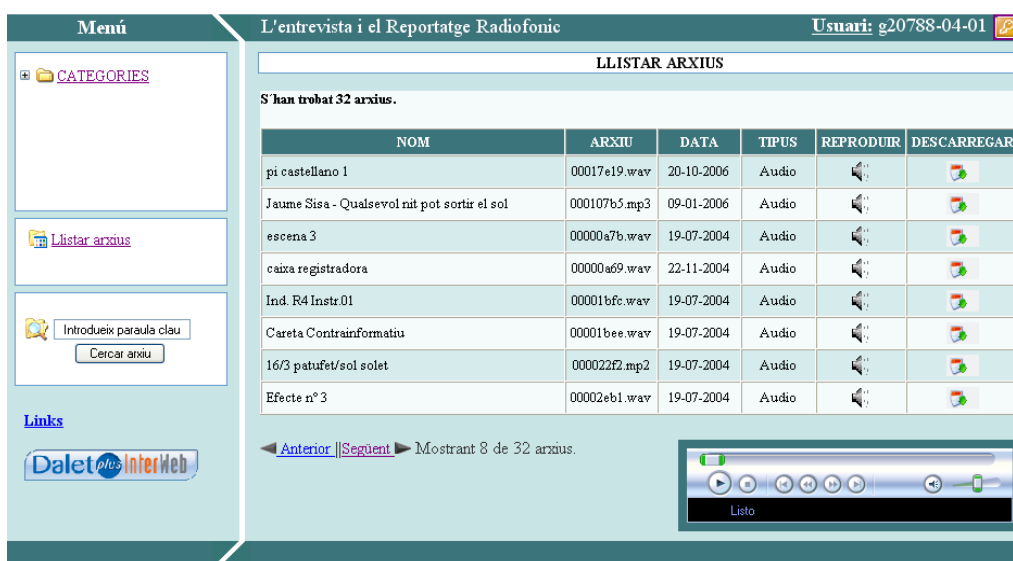 Menú
L'entrevista i el Reportatge Radiofonic
Usuari: g20788-04-01
CATEGORIES
LLISTAR ARXIUS
S´han trobat 32 arxius.
NOM ARXIU DATA TIPUS REPRODUIR DESCARREGAR
pi castellano 1 00017e19.wav 20-10-2006 Audio
Jaume Sisa - Qualsevol nit pot sortir el sol 000107b5.mp3 09-01-2006 Audio
escena 3 00000a7b.wav 19-07-2004 Audio
caixa registradora 00000a69.wav 22-11-2004 Audio
Ind. R4 Instr.01 00001bfc.wav 19-07-2004 Audio
Careta Contrainformatiu 00001bee.wav 19-07-2004 Audio
16/3 patufet/sol solet 000022f2.mp2 19-07-2004 Audio
Efecte nº 3 00002eb1.wav 19-07-2004 Audio
Llistar arxius
Introdueix paraula clau
Cercar arxiu
Links
Dalet plus InterWeb
Anterior ||Següent Mostrant 8 de 32 arxius.
Listo